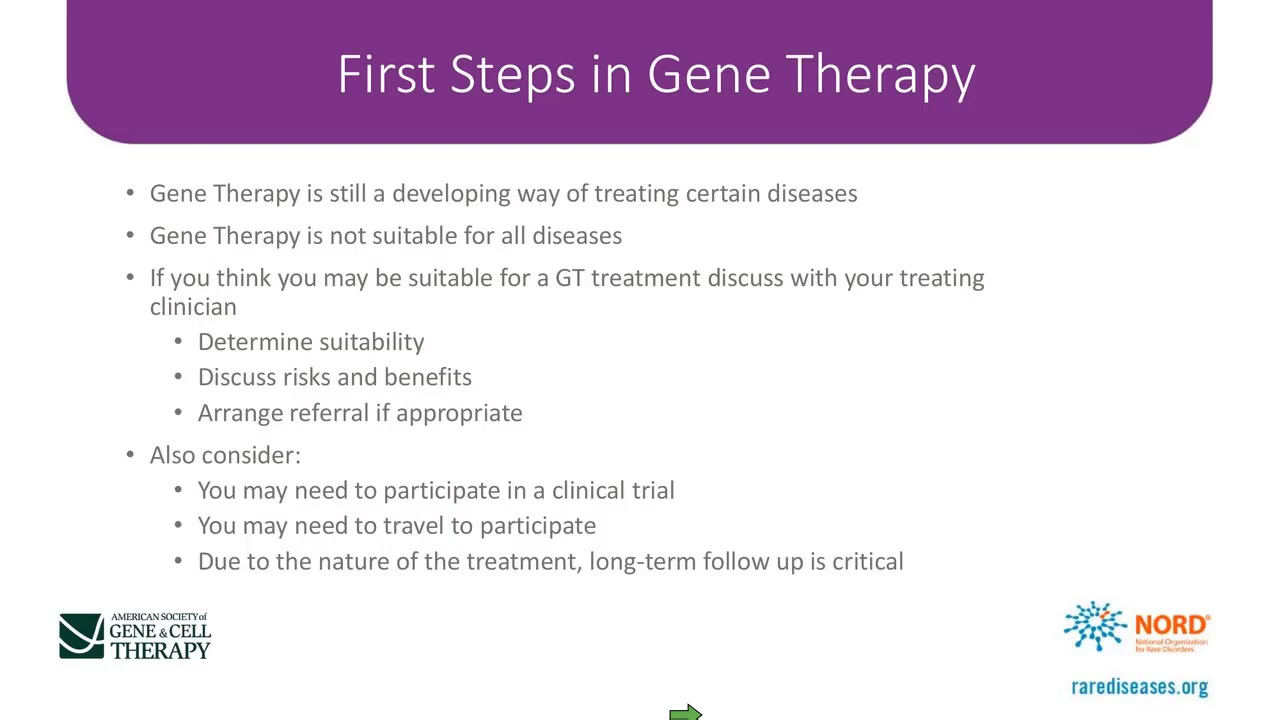 First Steps in Gene Therapy
• Gene Therapy is still a developing way of treating certain diseases
• Gene Therapy is not suitable for all diseases
• If you think you may be suitable for a GT treatment discuss with your treating
clinician
• Determine suitability
• Discuss risks and benefits
• Arrange referral if appropriate
• Also consider:
• You may need to participate in a clinical trial
• You may need to travel to participate
• Due to the nature of the treatment, long-term follow up is critical
AMERICAN SOCIETY of
GENE & CELL
THERAPY
NORD®
National Organization
for Rare Disorders
rarediseases.org